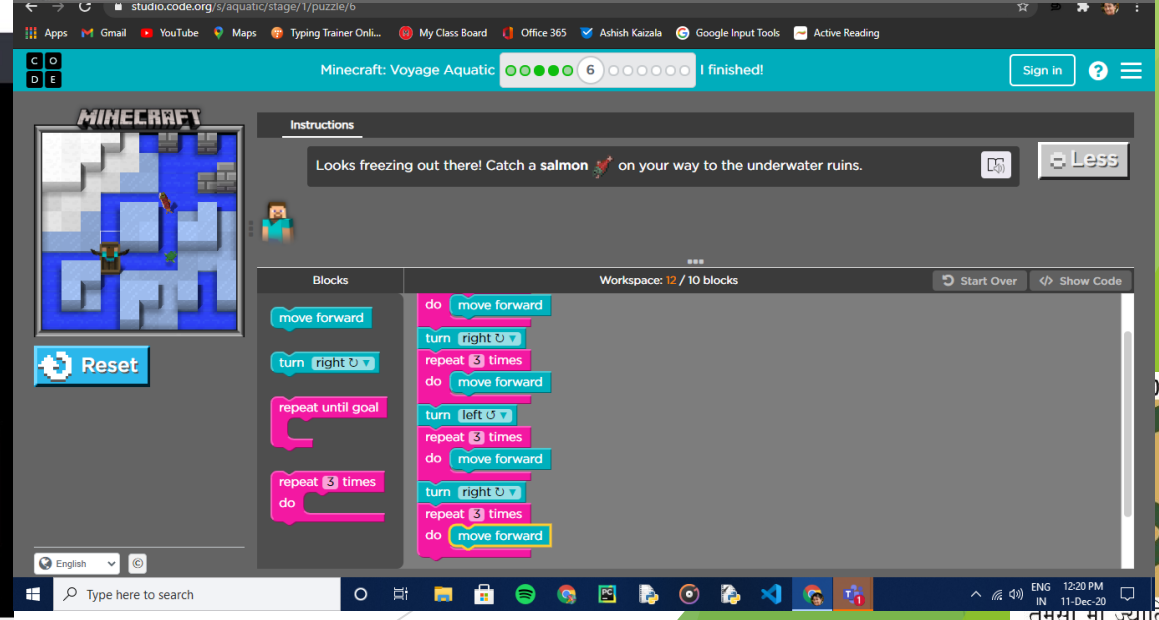 studio.code.org/s/aquatic/stage/1/puzzle/6
Apps Gmail YouTube Maps Typing Trainer Onli... My Class Board Office 365 Ashish Kaizala Google Input Tools Active Reading
CODE Minecraft: Voyage Aquatic 6 I finished! Sign in ?
MINECRAFT
Instructions
Looks freezing out there! Catch a salmon on your way to the underwater ruins.
Less
Blocks Workspace: 12 / 10 blocks Start Over Show Code
move forward
turn right
repeat until goal
repeat 3 times
do
do move forward
turn right
repeat 3 times
do move forward
turn left
repeat 3 times
do move forward
turn right
repeat 3 times
do move forward
Reset
English ©
Type here to search
ENG 12:20 PM
IN 11-Dec-20